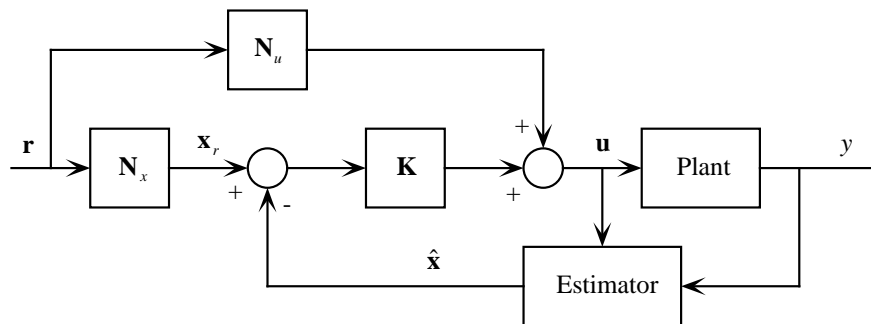 N_u
r
N_x
x_r
+
-
K
+
+
u
Plant
y
x̂
Estimator